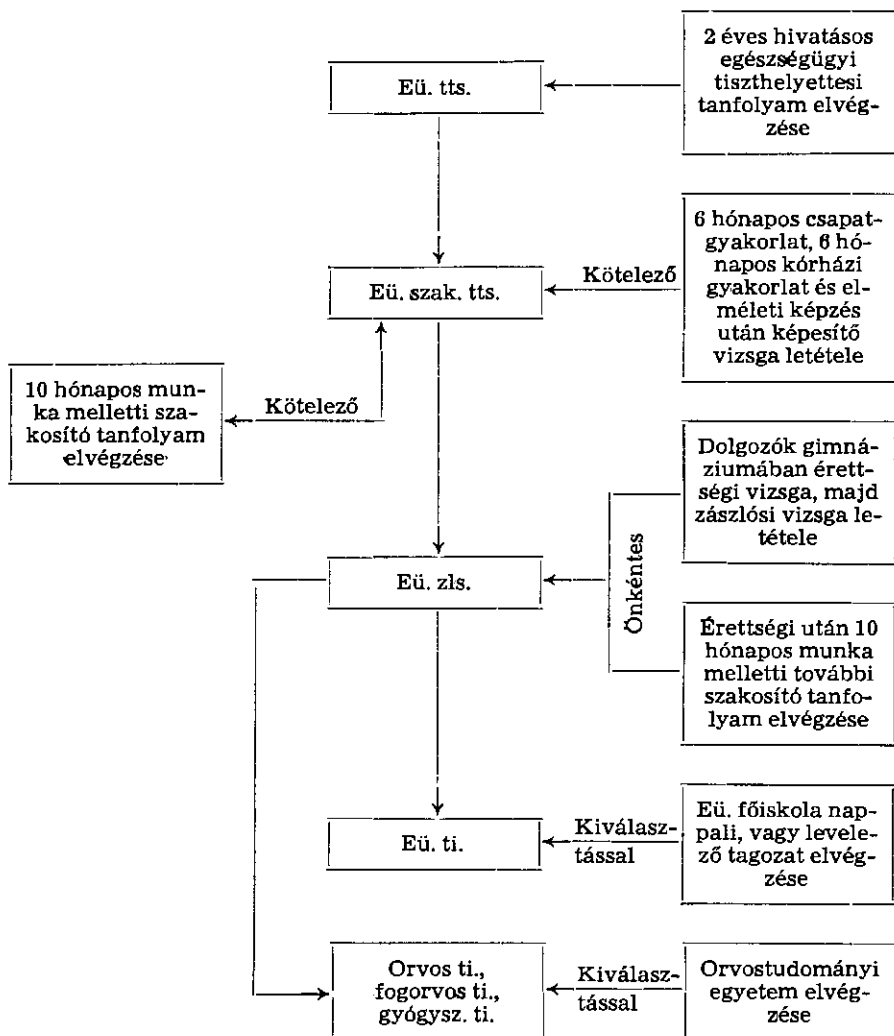 2 éves hivatásos
egészségügyi
tiszthelyettesi
tanfolyam elvég-
zése
Eü. tts.
6 hónapos csapat-
gyakorlat, 6 hó-
napos kórházi
gyakorlat és el-
méleti képzés
után képesítő
vizsga letétele
Kötelező
Eü. szak. tts.
10 hónapos mun-
ka melletti sza-
kosító tanfolyam
elvégzése
Kötelező
Dolgozók gimná-
ziumában érett-
ségi vizsga, majd
zászlósi vizsga le-
tétele
Önkéntes
Eü. zls.
Érettségi után 10
hónapos munka
melletti további
szakosító tanfo-
lyam elvégzése
Eü. ti.
Kiválasz-
tással
Eü. főiskola nap-
pali, vagy levele-
ző tagozat elvég-
zése
Orvos ti.,
fogorvos ti.,
gyógysz. ti.
Kiválasz-
tással
Orvostudományi
egyetem elvég-
zése